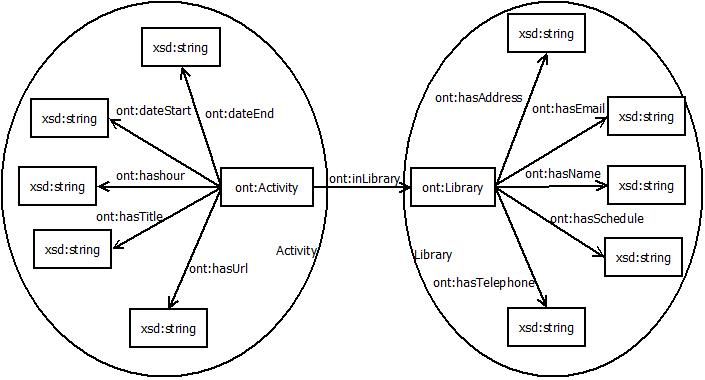 xsd:string
xsd:string
ont:hasAddress
ont:dateStart
ont:dateEnd
ont:hasEmail
xsd:string
xsd:string
ont:hashour
ont:hasName
xsd:string
ont:Activity
ont:inLibrary
ont:Library
xsd:string
ont:hasTitle
ont:hasSchedule
xsd:string
Activity
Library
xsd:string
ont:hasUrl
ont:hasTelephone
xsd:string
xsd:string